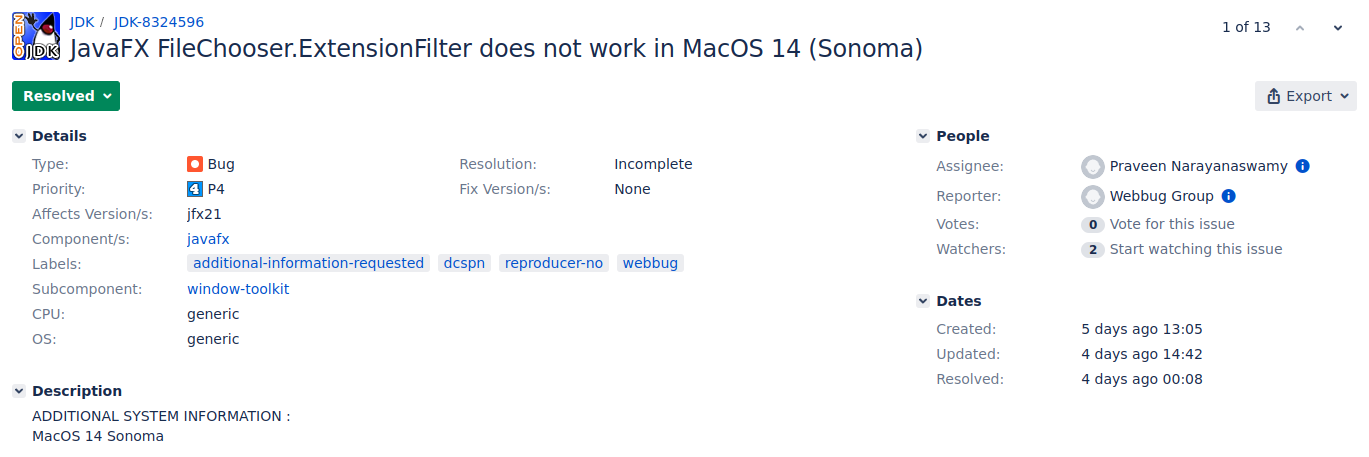 OPEN JDK
JDK / JDK-8324596
JavaFX FileChooser.ExtensionFilter does not work in MacOS 14 (Sonoma)
1 of 13
Resolved
Export
Details
Type: Bug Resolution: Incomplete
Priority: 4 P4 Fix Version/s: None
Affects Version/s: jfx21
Component/s: javafx
Labels: additional-information-requested dcspn reproducer-no webbug
Subcomponent: window-toolkit
CPU: generic
OS: generic
Description
ADDITIONAL SYSTEM INFORMATION :
MacOS 14 Sonoma
People
Assignee: Praveen Narayanaswamy
Reporter: Webbug Group
Votes: 0 Vote for this issue
Watchers: 2 Start watching this issue
Dates
Created: 5 days ago 13:05
Updated: 4 days ago 14:42
Resolved: 4 days ago 00:08